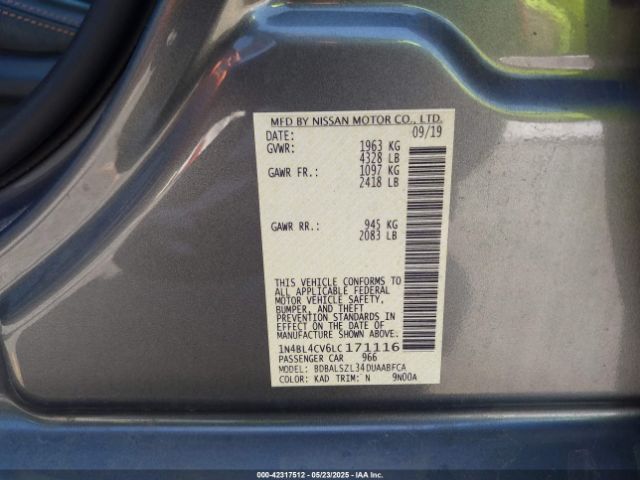 MFD BY NISSAN MOTOR CO., LTD.
DATE: 09/19
GVWR: 1963 KG
4328 LB
GAWR FR.: 1097 KG
2418 LB
GAWR RR.: 945 KG
2083 LB
THIS VEHICLE CONFORMS TO
ALL APPLICABLE FEDERAL
MOTOR VEHICLE SAFETY,
BUMPER, AND THEFT
PREVENTION STANDARDS IN
EFFECT ON THE DATE OF
MANUFACTURE SHOWN ABOVE.
1N4BL4CV6LC171116
PASSENGER CAR 966
MODEL: BDBALSZL34DUAABFCA
COLOR: KAD TRIM: N 9N00A
000-42317512 - 05/23/2025 - IAA Inc.